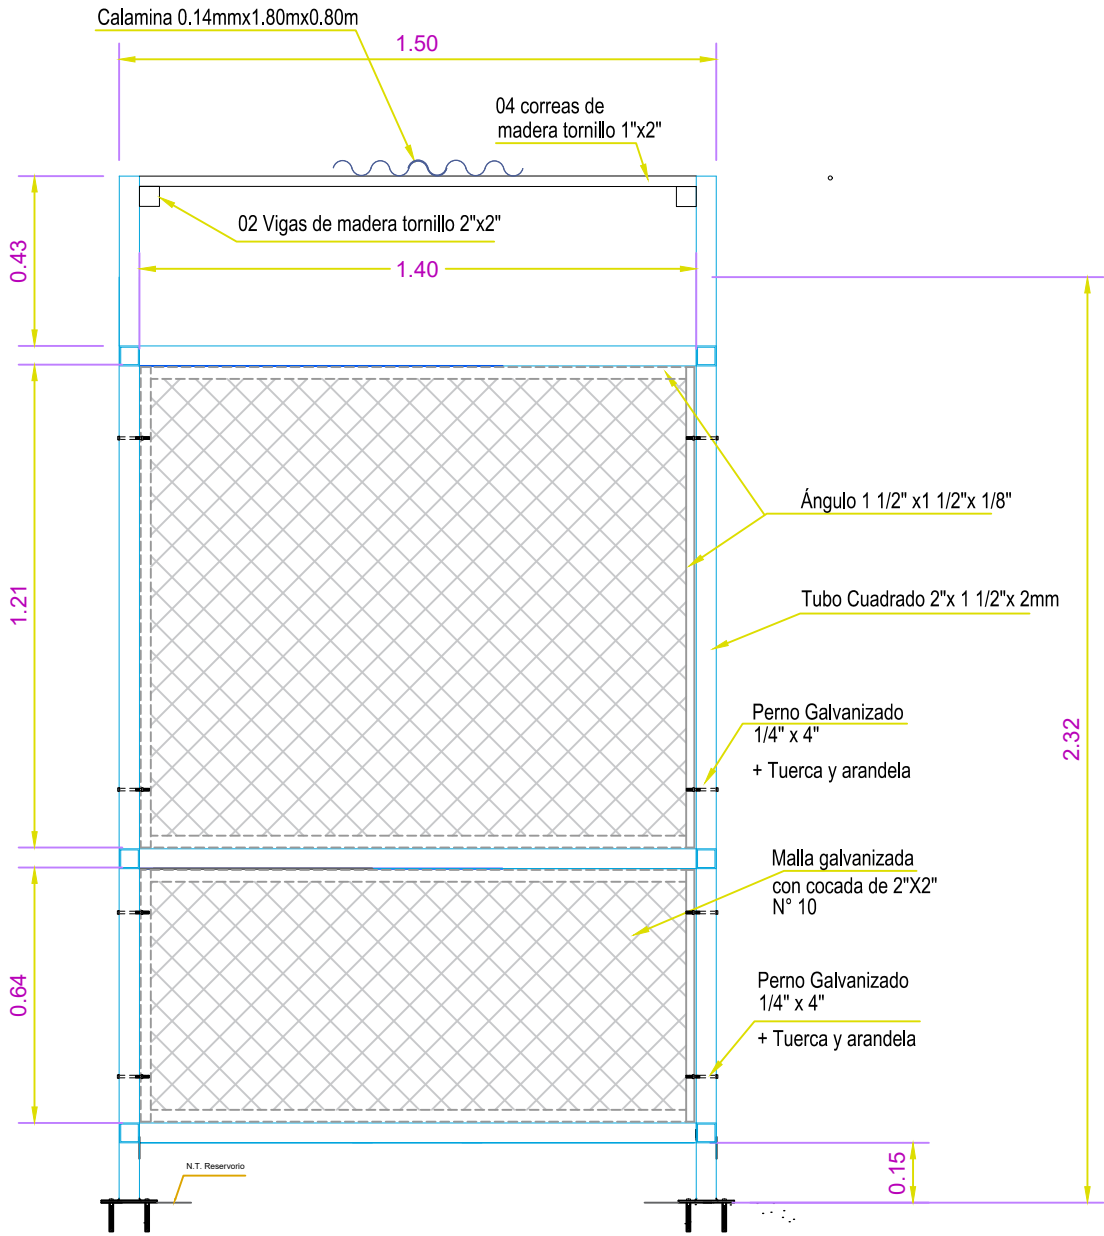 Calamina 0.14mmx1.80mx0.80m
1.50
04 correas de
madera tornillo 1"x2"
02 Vigas de madera tornillo 2"x2"
0.43
1.40
Ángulo 1 1/2" x1 1/2"x 1/8"
1.21
Tubo Cuadrado 2"x 1 1/2"x 2mm
Perno Galvanizado
1/4" x 4"
+ Tuerca y arandela
2.32
Malla galvanizada
con cocada de 2"X2"
N° 10
0.64
Perno Galvanizado
1/4" x 4"
+ Tuerca y arandela
N.T. Reservorio
0.15